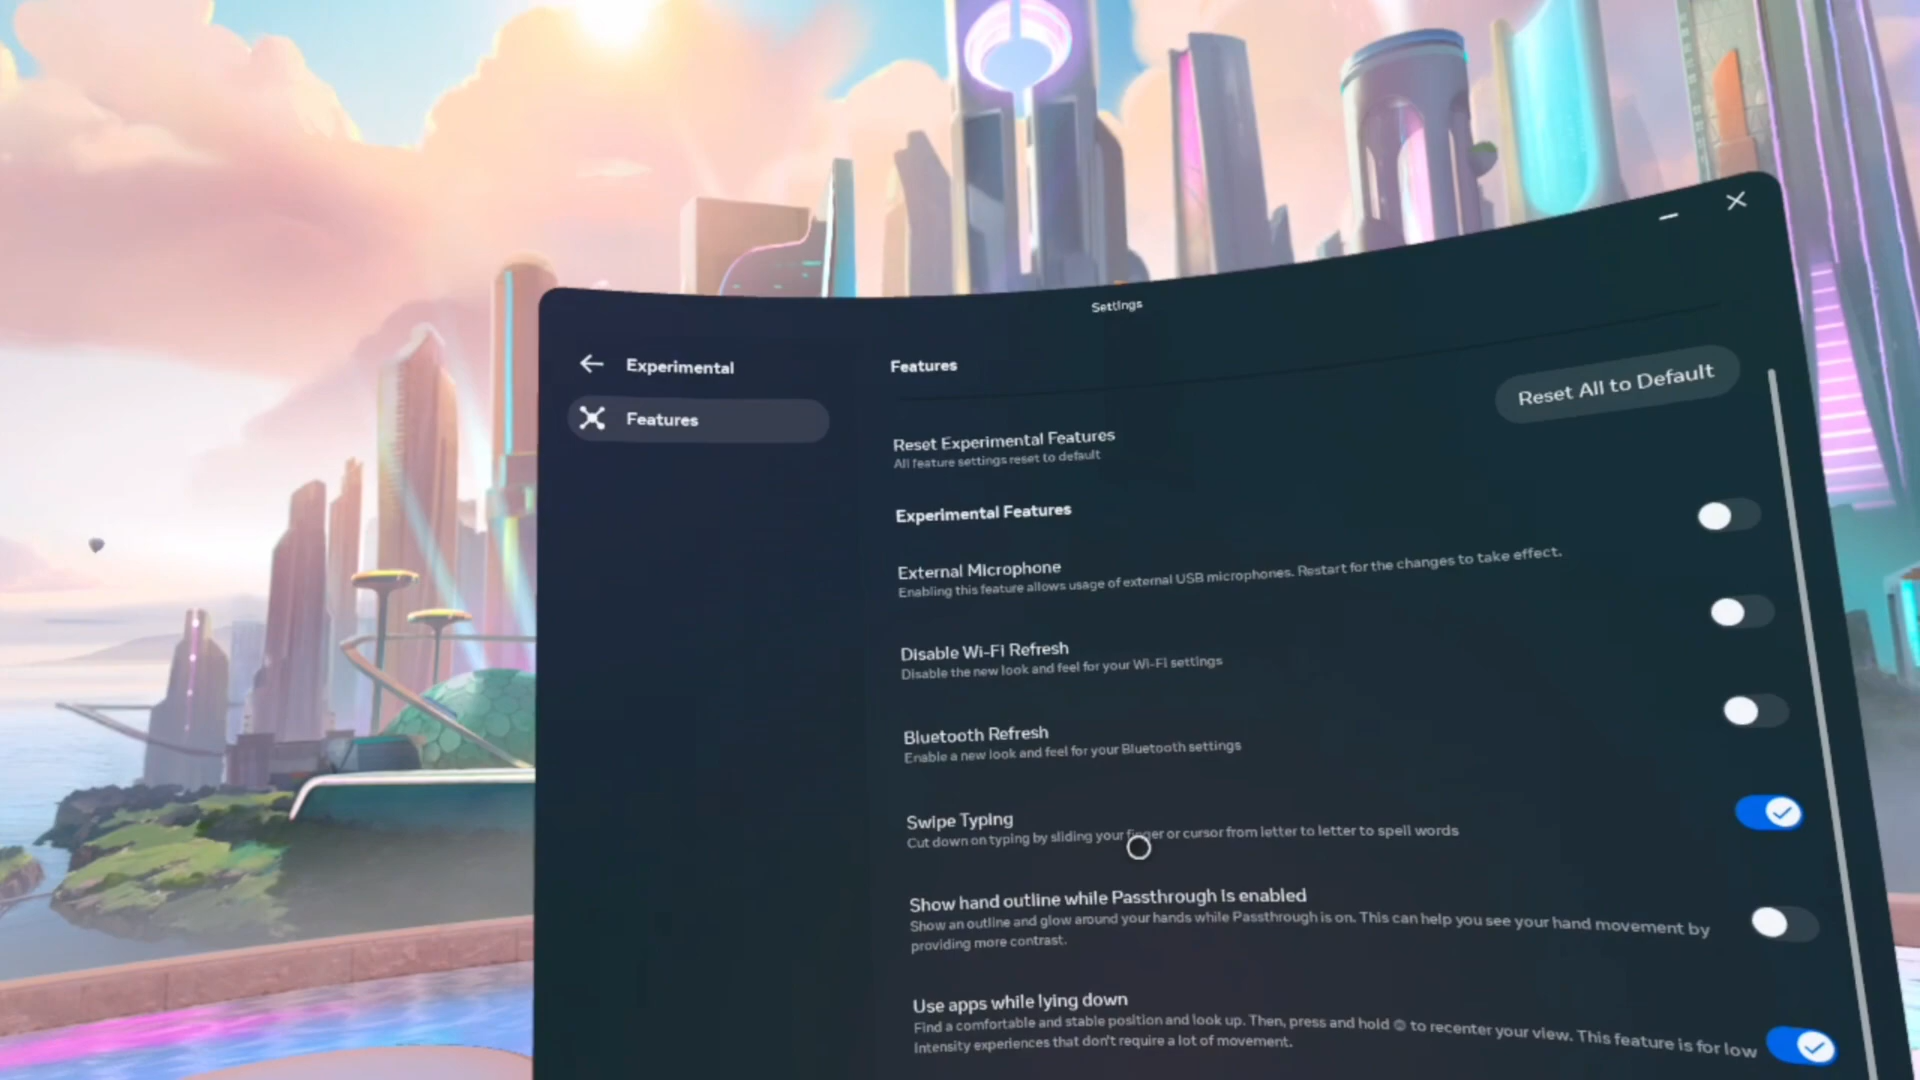 Settings
Experimental
Features
Features
Reset All to Default
Reset Experimental Features
All feature settings reset to default
Experimental Features
External Microphone
Enabling this feature allows usage of external USB microphones. Restart for the changes to take effect.
Disable Wi-Fi Refresh
Disable the new look and feel for your Wi-Fi settings
Bluetooth Refresh
Enable a new look and feel for your Bluetooth settings
Swipe Typing
Cut down on typing by sliding your finger or cursor from letter to letter to spell words
Show hand outline while Passthrough is enabled
Show an outline and glow around your hands while Passthrough is on. This can help you see your hand movement by
providing more contrast.
Use apps while lying down
Find a comfortable and stable position and look up. Then, press and hold to recenter your view. This feature is for low
intensity experiences that don't require a lot of movement.